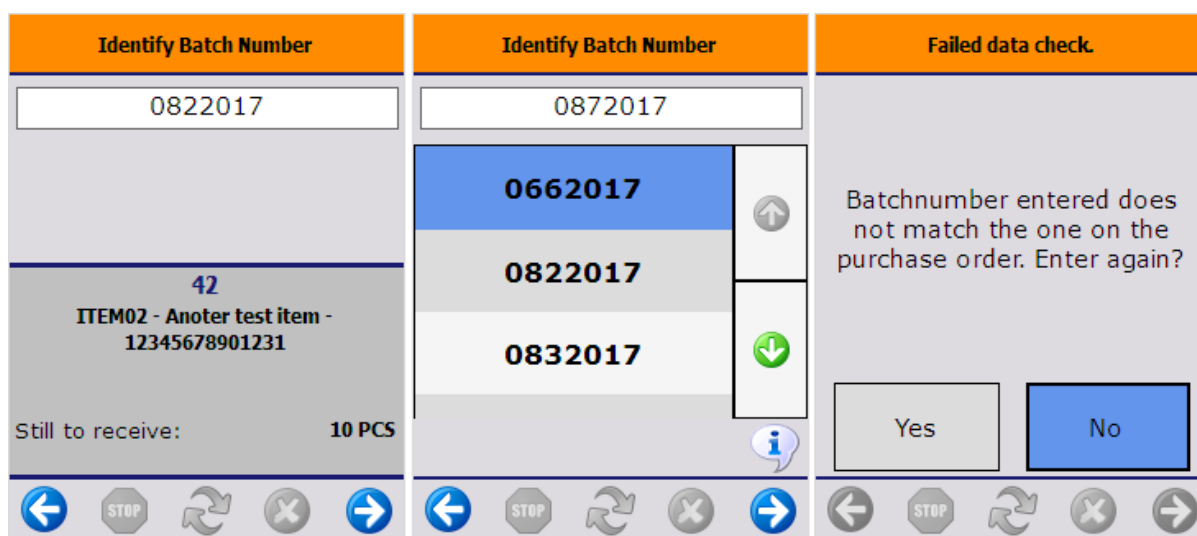 Identify Batch Number
0822017
42
ITEM02 - Anoter test item -
12345678901231
Still to receive: 10 PCS
STOP
Identify Batch Number
0872017
0662017
0822017
0832017
STOP
Failed data check.
Batchnumber entered does
not match the one on the
purchase order. Enter again?
Yes No
STOP